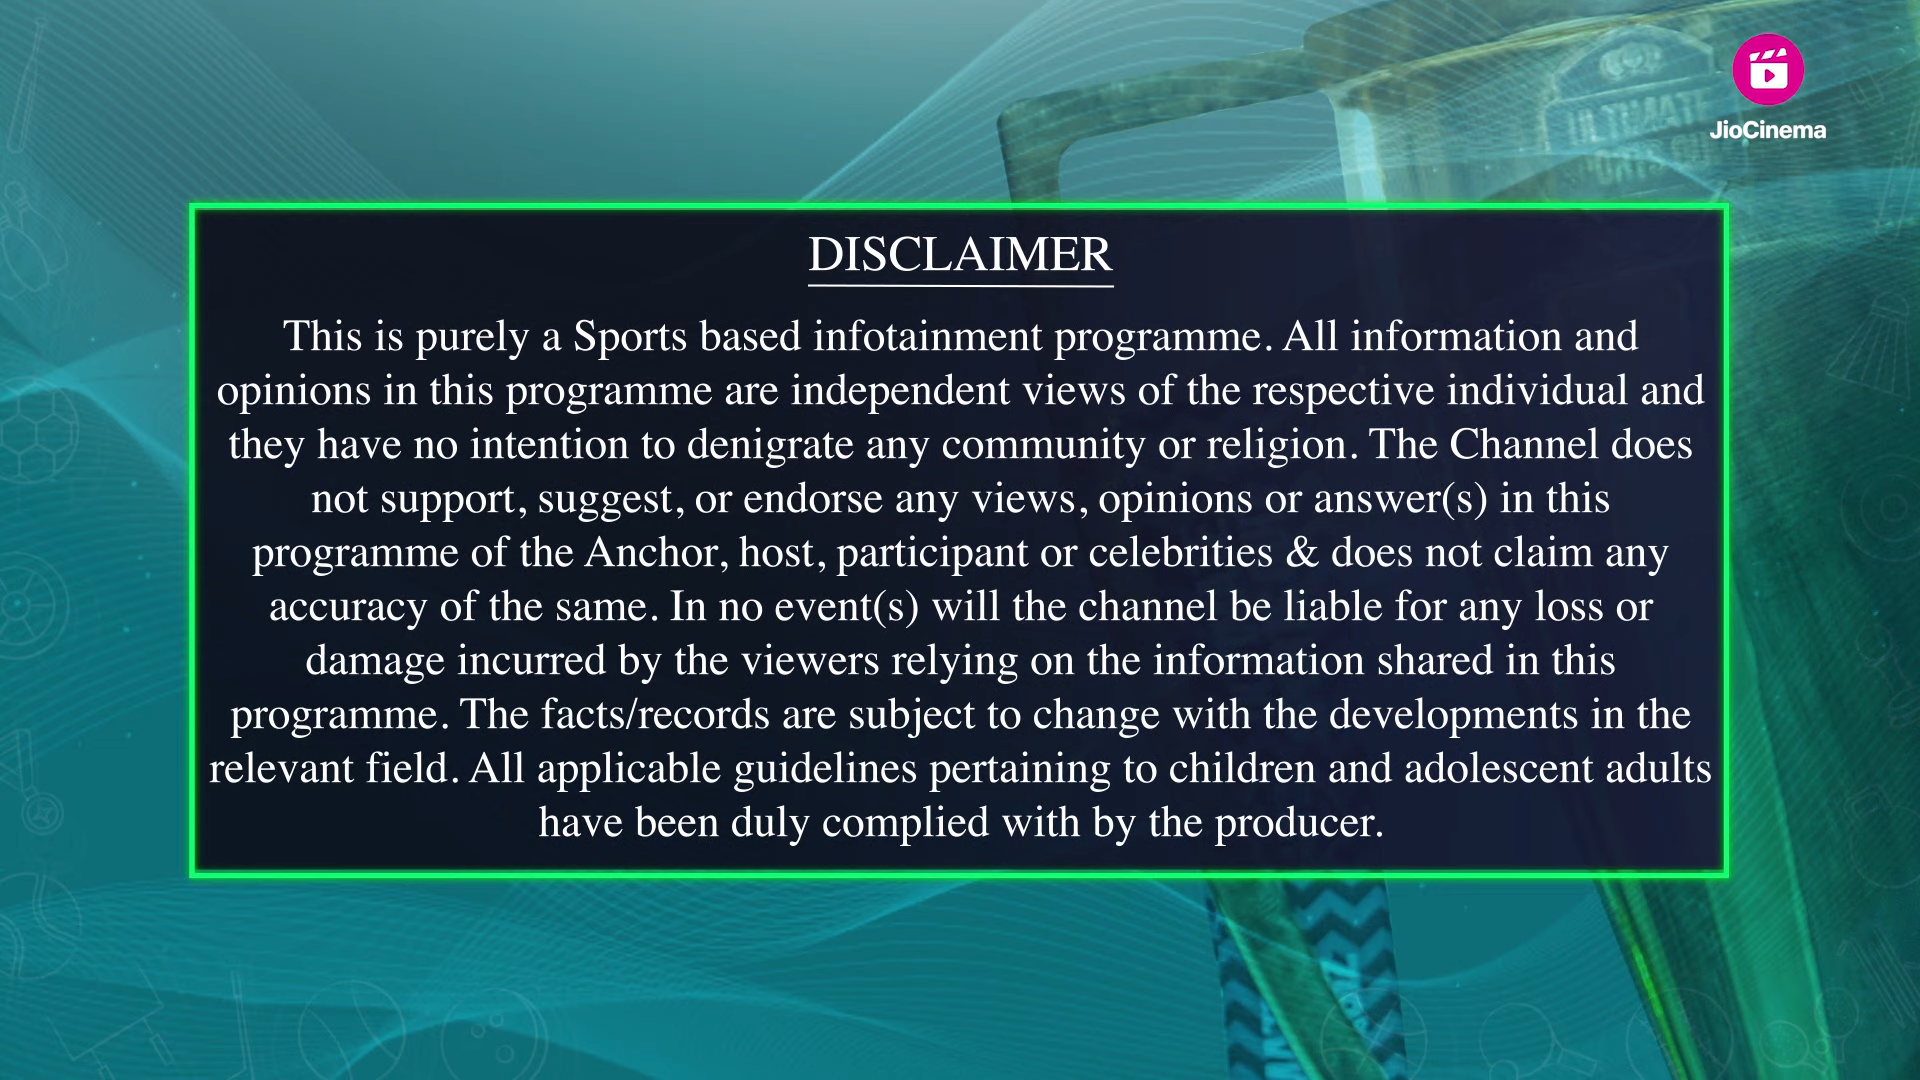 JioCinema
DISCLAIMER
This is purely a Sports based infotainment programme. All information and
opinions in this programme are independent views of the respective individual and
they have no intention to denigrate any community or religion. The Channel does
not support, suggest, or endorse any views, opinions or answer(s) in this
programme of the Anchor, host, participant or celebrities & does not claim any
accuracy of the same. In no event(s) will the channel be liable for any loss or
damage incurred by the viewers relying on the information shared in this
programme. The facts/records are subject to change with the developments in the
relevant field. All applicable guidelines pertaining to children and adolescent adults
have been duly complied with by the producer.